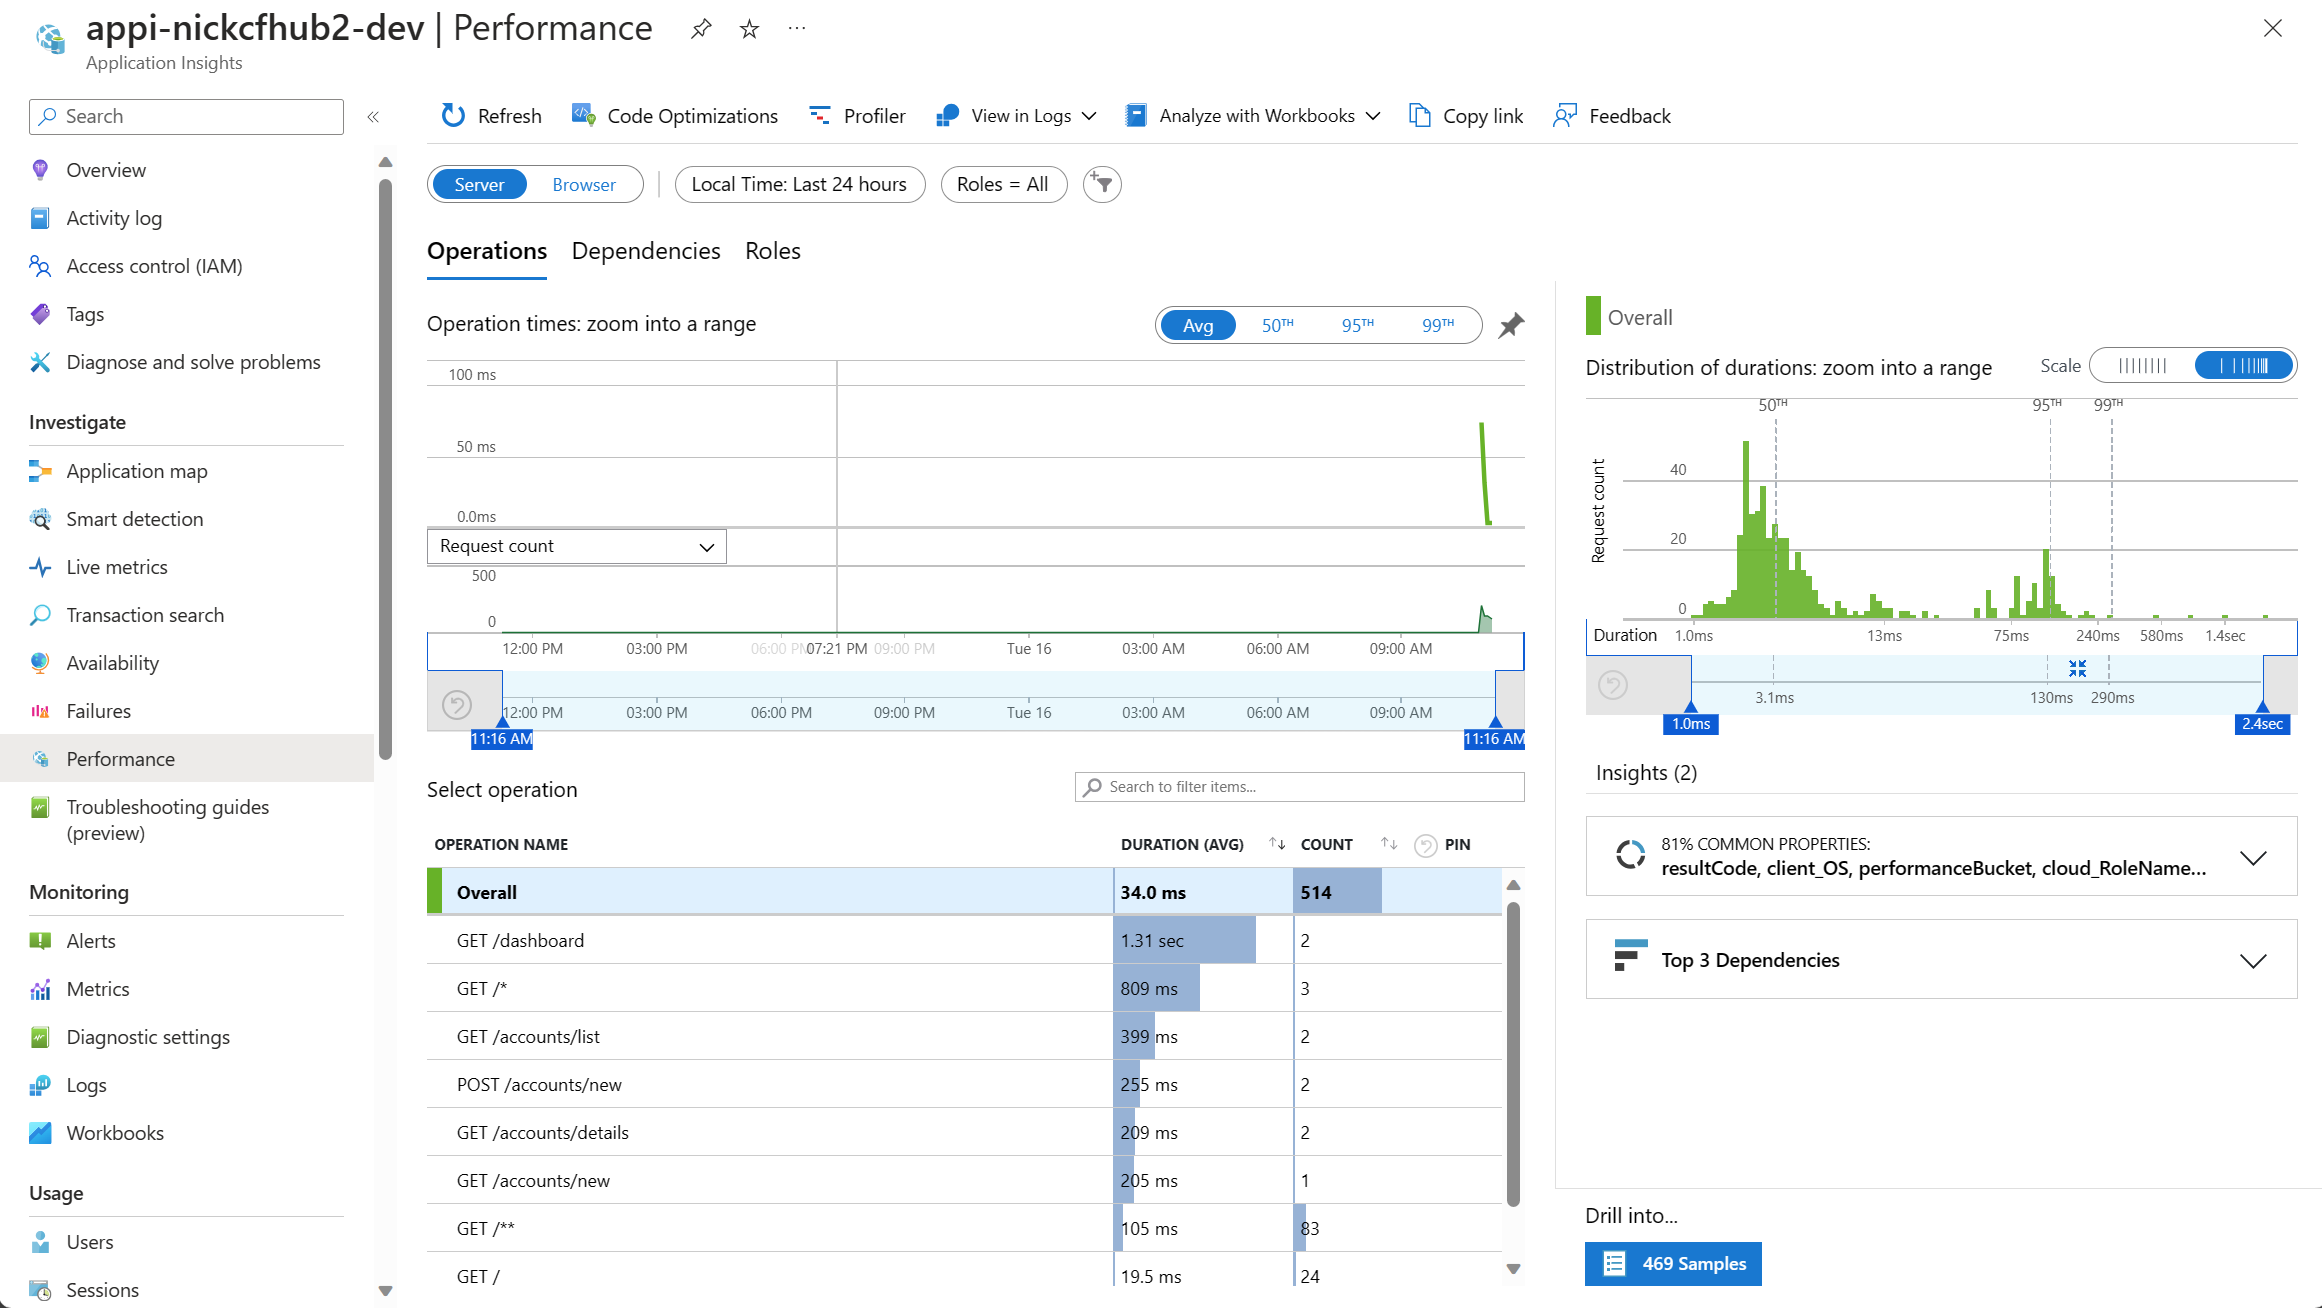 appi-nickcfhub2-dev | Performance
Application Insights
Search
Overview
Activity log
Access control (IAM)
Tags
Diagnose and solve problems
Investigate
Application map
Smart detection
Live metrics
Transaction search
Availability
Failures
Performance
Troubleshooting guides
(preview)
Monitoring
Alerts
Metrics
Diagnostic settings
Logs
Workbooks
Usage
Users
Sessions
Refresh Code Optimizations Profiler View in Logs Analyze with Workbooks Copy link Feedback
Server Browser Local Time: Last 24 hours Roles = All
Operations Dependencies Roles
Operation times: zoom into a range
Avg 50TH 95TH 99TH
100 ms
50 ms
0.0ms
Request count
500
0
12:00 PM 03:00 PM 06:00 PM 07:21 PM 09:00 PM Tue 16 03:00 AM 06:00 AM 09:00 AM
12:00 PM 03:00 PM 06:00 PM 09:00 PM Tue 16 03:00 AM 06:00 AM 09:00 AM
11:16 AM 11:16 AM
Select operation
Search to filter items...
OPERATION NAME DURATION (AVG) COUNT PIN
Overall 34.0 ms 514
GET /dashboard 1.31 sec 2
GET /* 809 ms 3
GET /accounts/list 399 ms 2
POST /accounts/new 255 ms 2
GET /accounts/details 209 ms 2
GET /accounts/new 205 ms 1
GET /** 105 ms 83
GET / 19.5 ms 24
Overall
Distribution of durations: zoom into a range
Scale
50TH 95TH 99TH
Request count
40
20
0
Duration 1.0ms 13ms 75ms 240ms 580ms 1.4sec
3.1ms 130ms 290ms
1.0ms 2.4sec
Insights (2)
81% COMMON PROPERTIES:
resultCode, client_OS, performanceBucket, cloud_RoleName...
Top 3 Dependencies
Drill into...
469 Samples